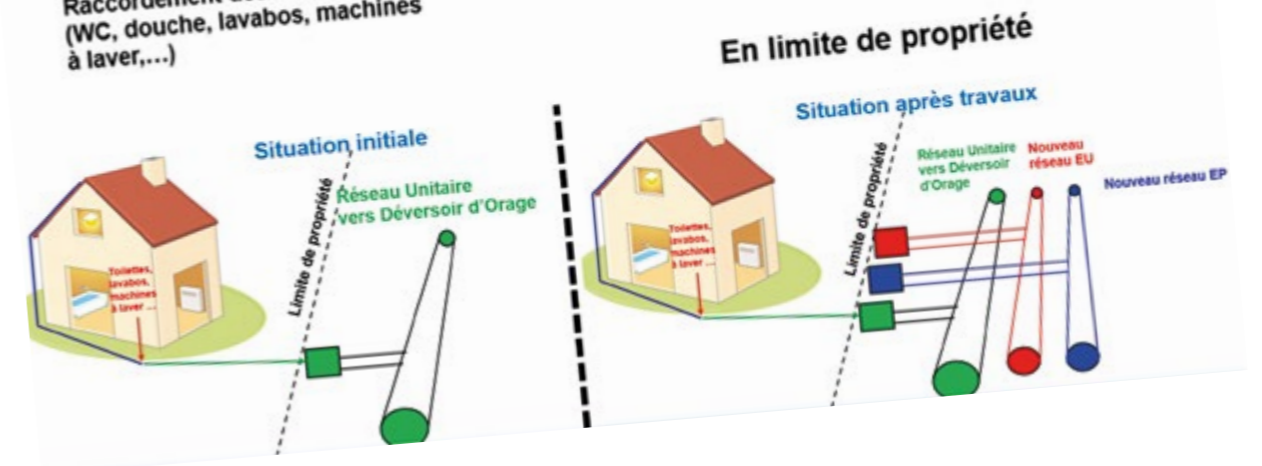 Raccordement
(WC, douche, lavabos, machines
à laver,...)
En limite de propriété
Situation initiale
Limite de propriété
Réseau Unitaire
vers Déversoir d'Orage
Toilettes,
lavabos,
machines
à laver ...
Situation après travaux
Limite de propriété
Réseau Unitaire
vers Déversoir
d'Orage
Nouveau
réseau EU
Nouveau réseau EP
Toilettes,
lavabos,
machines
à laver ...